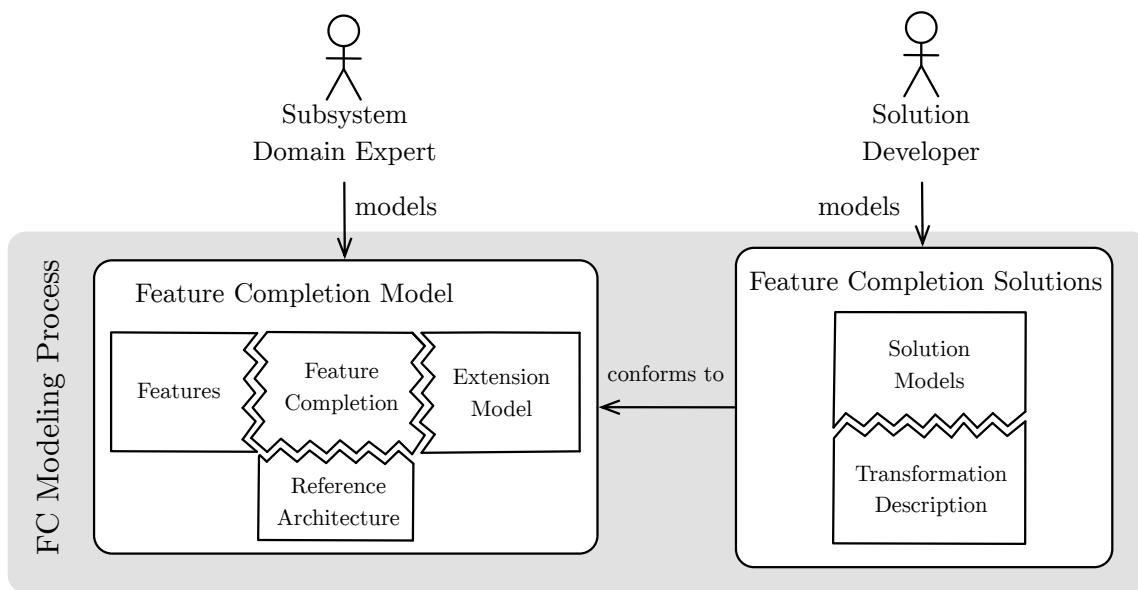 Subsystem
Domain Expert
Solution
Developer
models
models
FC Modeling Process
Feature Completion Model
Features
Feature
Completion
Extension
Model
Reference
Architecture
conforms to
Feature Completion Solutions
Solution
Models
Transformation
Description